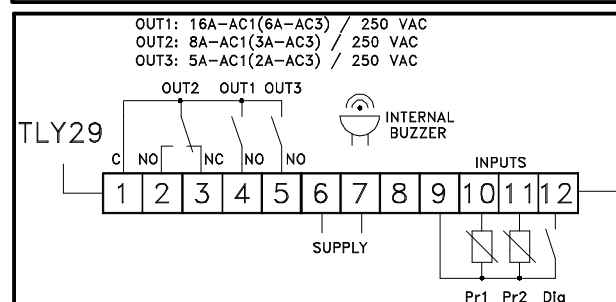 OUT1: 16A-AC1(6A-AC3) / 250 VAC
OUT2: 8A-AC1(3A-AC3) / 250 VAC
OUT3: 5A-AC1(2A-AC3) / 250 VAC
OUT2 OUT1 OUT3
INTERNAL
BUZZER
TLY29
C NO NC NO NO INPUTS
1 2 3 4 5 6 7 8 9 10 11 12
SUPPLY
Pr1 Pr2 Dig